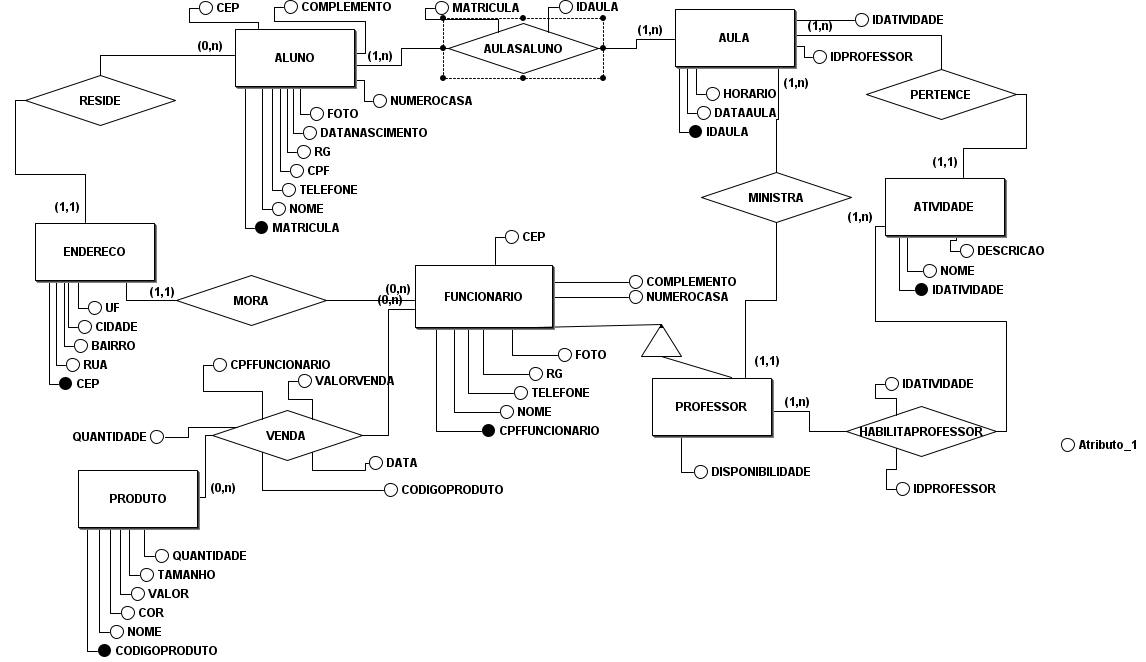 CEP
COMPLEMENTO
MATRICULA
IDAULA
(0,n)
ALUNO
(1,n)
AULASALUNO
(1,n)
AULA
IDATIVIDADE
(1,n)
IDPROFESSOR
RESIDE
NUMEROCASA
FOTO
DATANASCIMENTO
RG
CPF
TELEFONE
NOME
MATRICULA
HORARIO
DATAAULA
IDAULA
(1,n)
PERTENCE
(1,1)
MINISTRA
(1,n)
ATIVIDADE
DESCRICAO
NOME
IDATIVIDADE
(1,1)
ENDERECO
UF
CIDADE
BAIRRO
RUA
CEP
(1,1)
MORA
(0,n)
(0,n)
CEP
FUNCIONARIO
COMPLEMENTO
NUMEROCASA
FOTO
RG
TELEFONE
NOME
CPFFUNCIONARIO
(1,1)
PROFESSOR
(1,n)
DISPONIBILIDADE
IDATIVIDADE
HABILITAPROFESSOR
IDPROFESSOR
Atributo_1
CPFFUNCIONARIO
VALORVENDA
QUANTIDADE
VENDA
DATA
CODIGOPRODUTO
(0,n)
PRODUTO
QUANTIDADE
TAMANHO
VALOR
COR
NOME
CODIGOPRODUTO